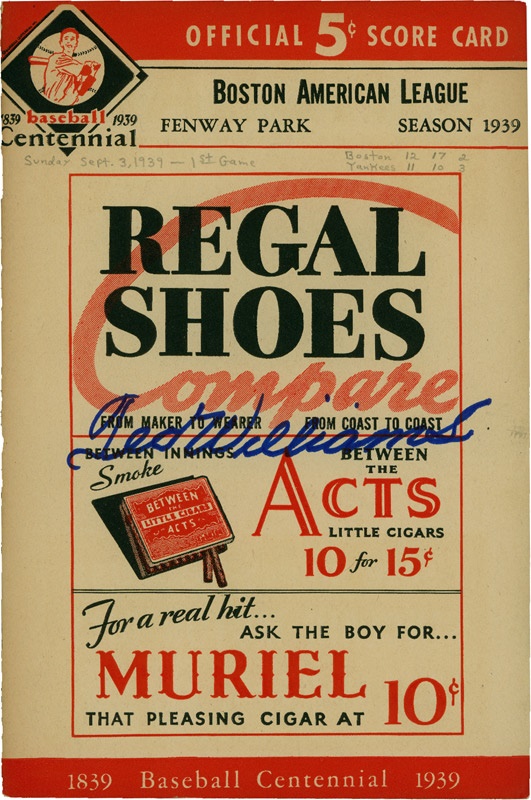 OFFICIAL 5¢ SCORE CARD
BOSTON AMERICAN LEAGUE
FENWAY PARK SEASON 1939
1839 baseball 1939
Centennial
Sunday Sept. 3, 1939 — 1st Game
Boston 12 17 2
Yankees 11 10 3
REGAL
SHOES
Compare
FROM MAKER TO WEARER FROM COAST TO COAST
Ted Williams
BETWEEN INNINGS
Smoke
BETWEEN
THE
LITTLE CIGARS
ACTS
BETWEEN
THE
ACTS
LITTLE CIGARS
10 for 15¢
For a real hit...
ASK THE BOY FOR...
MURIEL
THAT PLEASING CIGAR AT 10¢
1839 Baseball Centennial 1939